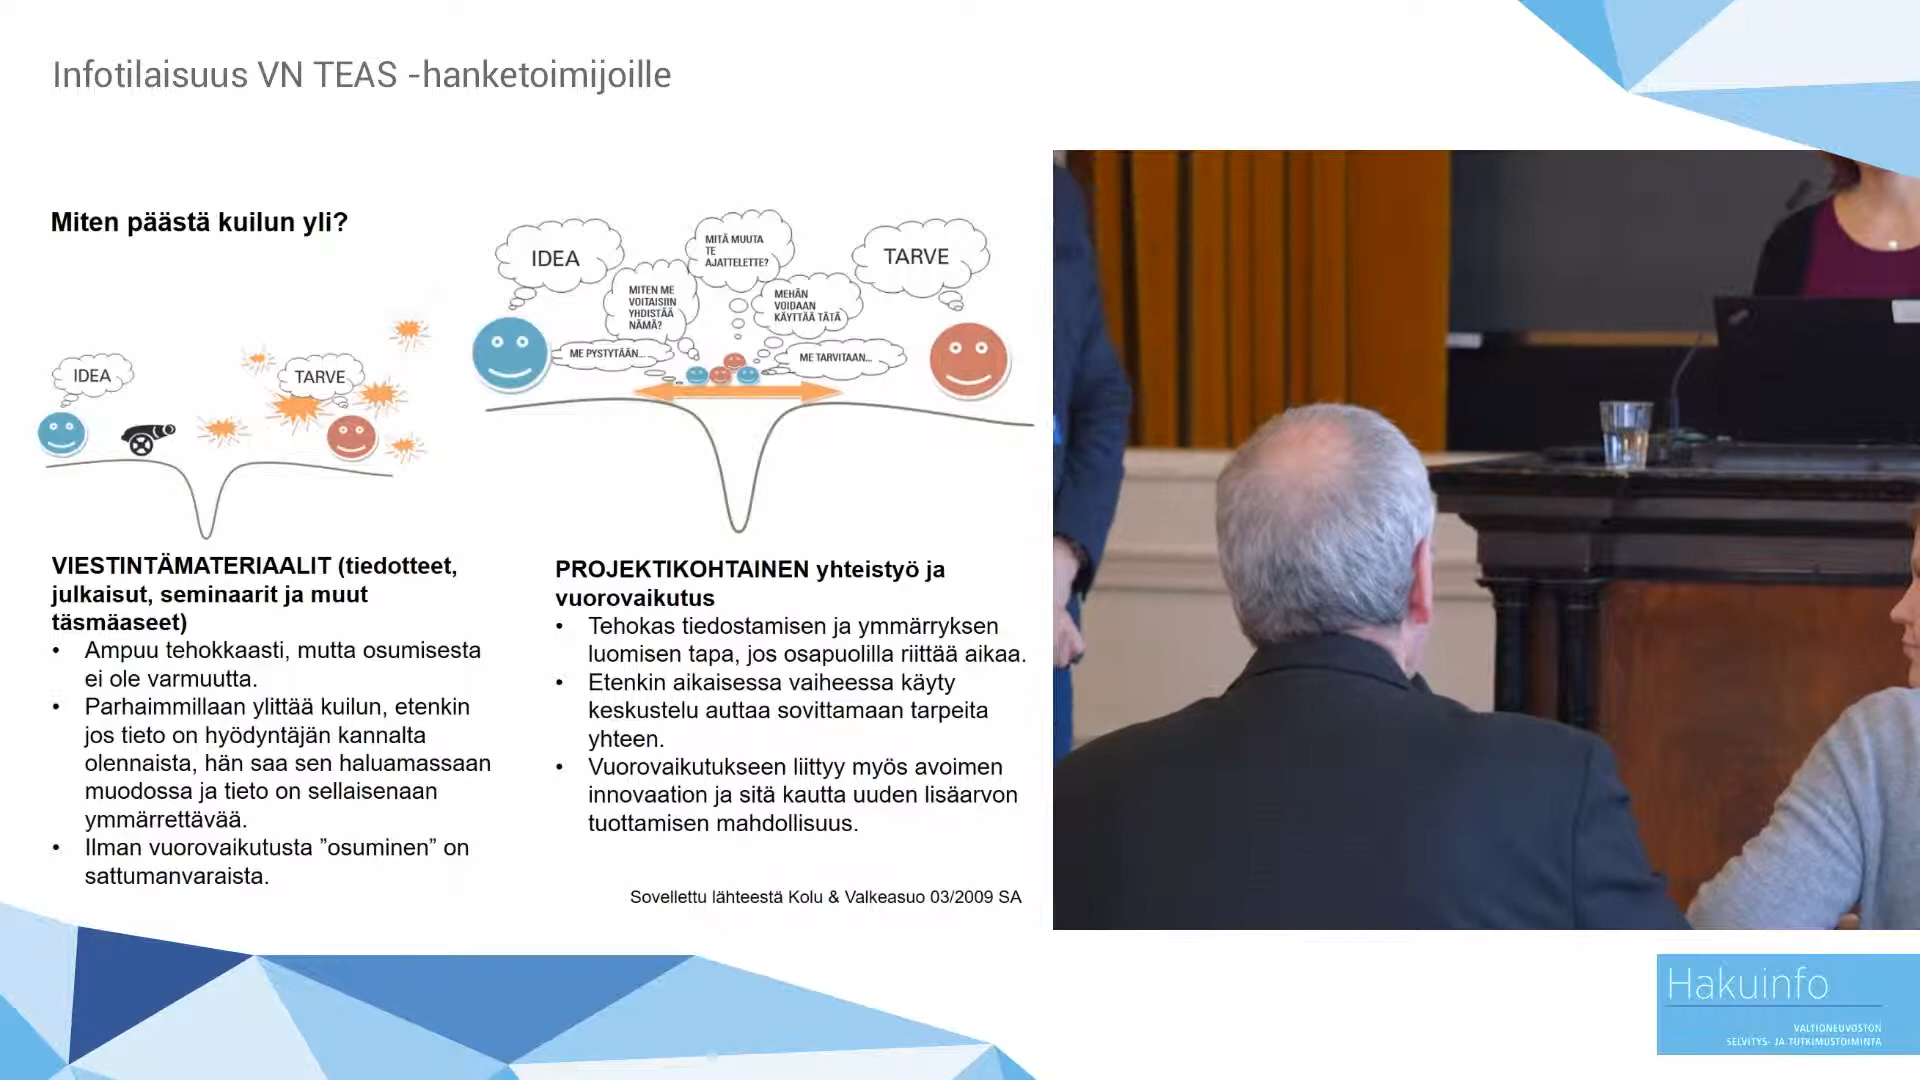 Infotilaisuus VN TEAS -hanketoimijoille
Miten päästä kuilun yli?
IDEA
TARVE
IDEA
MITEN ME
VOITAISIIN
YHDISTÄÄ
NÄMÄ?
MITÄ MUUTA
TE
AJATTELETTE?
MEHÄN
VOIDAAN
KÄYTTÄÄ TÄTÄ
TARVE
ME PYSTYTÄÄN...
ME TARVITAAN...
VIESTINTÄMATERIAALIT (tiedotteet,
julkaisut, seminaarit ja muut
täsmäaseet)
• Ampuu tehokkaasti, mutta osumisesta
ei ole varmuutta.
• Parhaimmillaan ylittää kuilun, etenkin
jos tieto on hyödyntäjän kannalta
olennaista, hän saa sen haluamassaan
muodossa ja tieto on sellaisenaan
ymmärrettävää.
• Ilman vuorovaikutusta ”osuminen” on
sattumanvaraista.
PROJEKTIKOHTAINEN yhteistyö ja
vuorovaikutus
• Tehokas tiedostamisen ja ymmärryksen
luomisen tapa, jos osapuolilla riittää aikaa.
• Etenkin aikaisessa vaiheessa käyty
keskustelu auttaa sovittamaan tarpeita
yhteen.
• Vuorovaikutukseen liittyy myös avoimen
innovaation ja sitä kautta uuden lisäarvon
tuottamisen mahdollisuus.
Sovellettu lähteestä Kolu & Valkeasuo 03/2009 SA
Hakuinfo
VALTIONEUVOSTON
SELVITYS- JA TUTKIMUSTOIMINTA